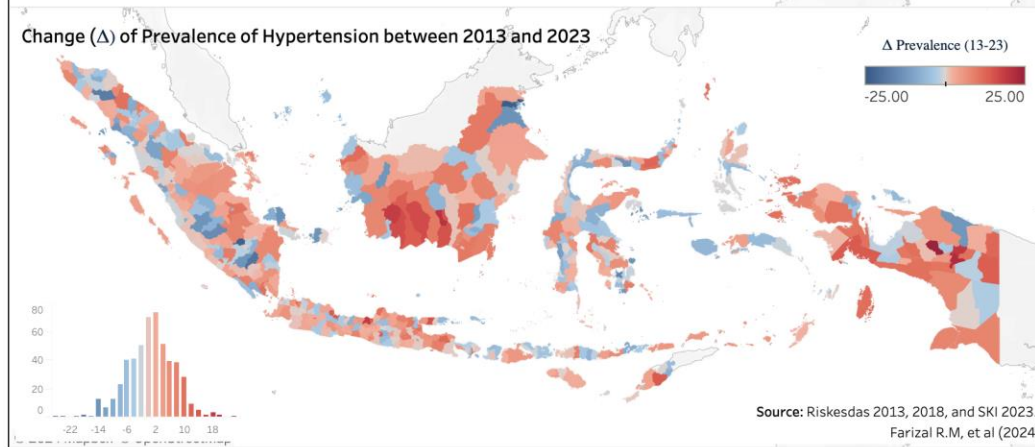 Change (Δ) of Prevalence of Hypertension between 2013 and 2023
Δ Prevalence (13-23)
-25.00 25.00
80
60
40
20
0
-22 -14 -6 2 10 18
Source: Riskesdas 2013, 2018, and SKI 2023
Farizal R.M, et al (2024